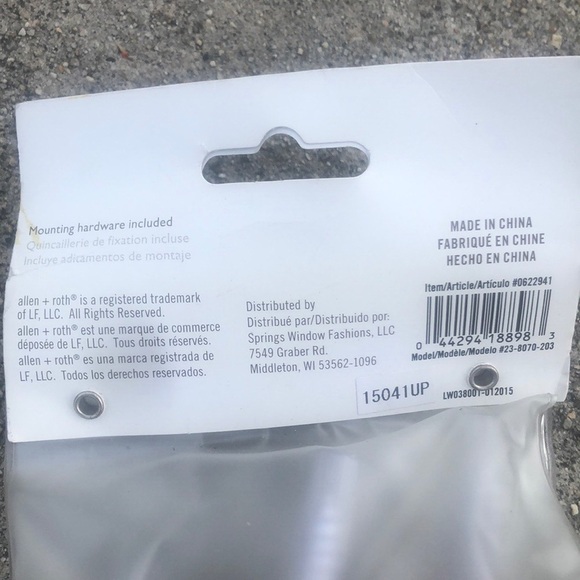 Mounting hardware included
Quincaillerie de fixation incluse
Incluye adicamentos de montaje
allen + roth® is a registered trademark
of LF, LLC. All Rights Reserved.
allen + roth® est une marque de commerce
déposée de LF, LLC. Tous droits réservés.
allen + roth® es una marca registrada de
LF, LLC. Todos los derechos reservados.
Distributed by
Distribué par/Distribuido por:
Springs Window Fashions, LLC
7549 Graber Rd.
Middleton, WI 53562-1096
15041UP
MADE IN CHINA
FABRIQUÉ EN CHINE
HECHO EN CHINA
Item/Article/Artículo #0622941
0 44294 18898 3
Model/Modèle/Modelo #23-8070-203
LW038001-012015